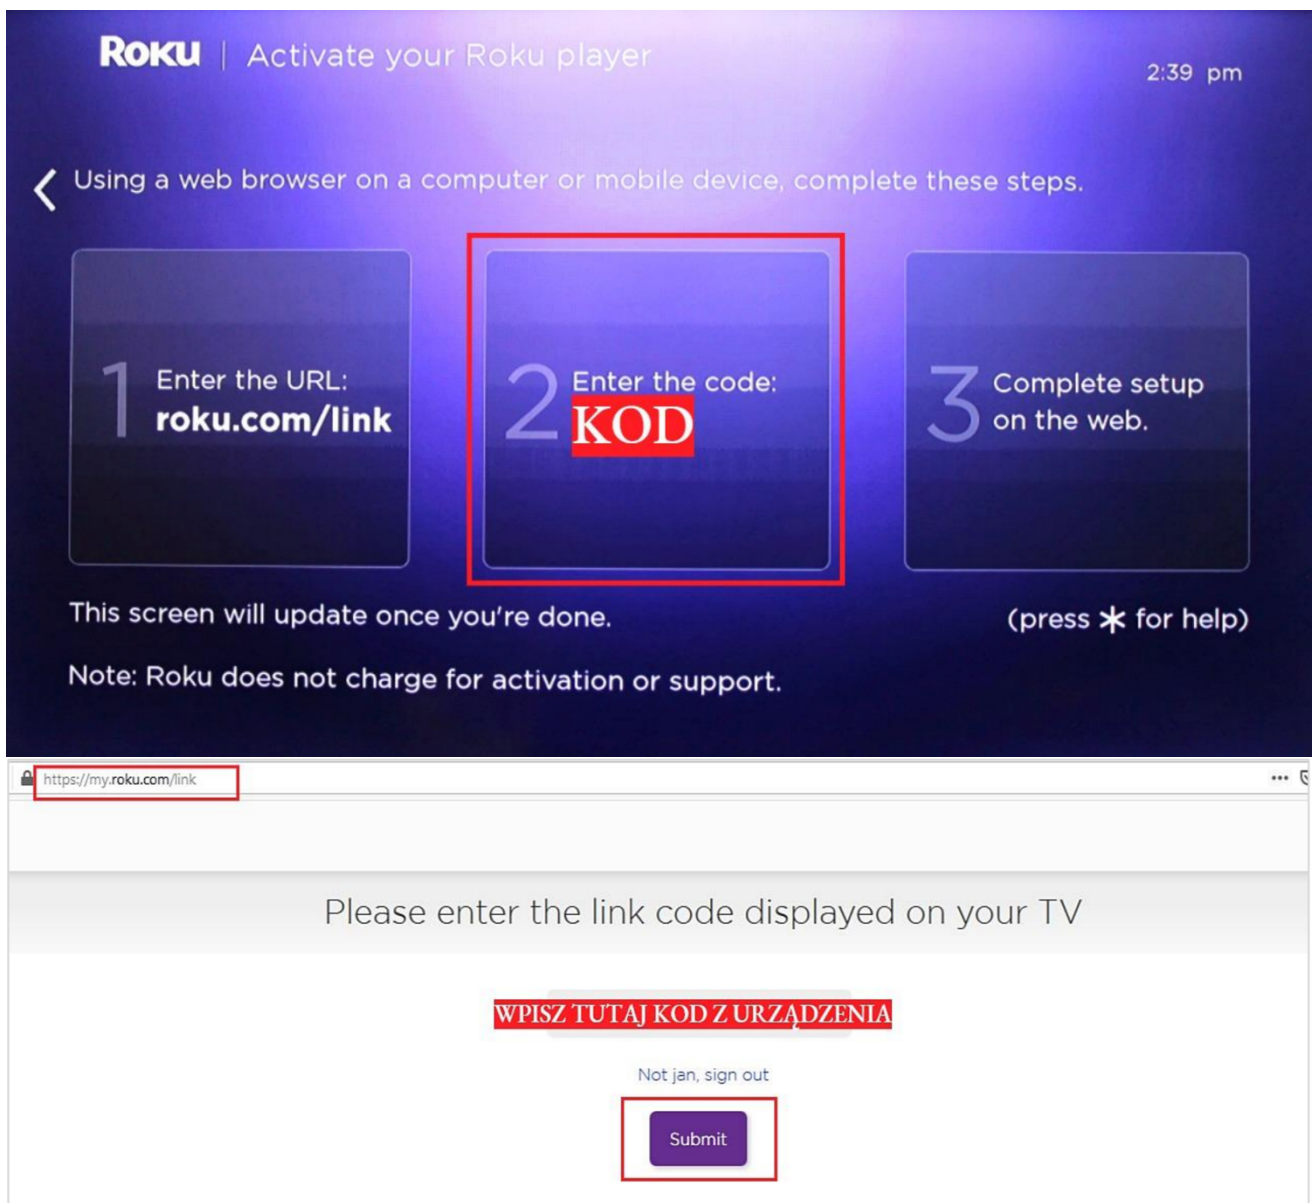 ROKU | Activate your Roku player
2:39 pm
Using a web browser on a computer or mobile device, complete these steps.
1 Enter the URL:
roku.com/link
2 Enter the code:
KOD
3 Complete setup
on the web.
This screen will update once you're done.
(press * for help)
Note: Roku does not charge for activation or support.
https://my.roku.com/link
Please enter the link code displayed on your TV
WPISZ TUTAJ KOD Z URZĄDZENIA
Not jan, sign out
Submit